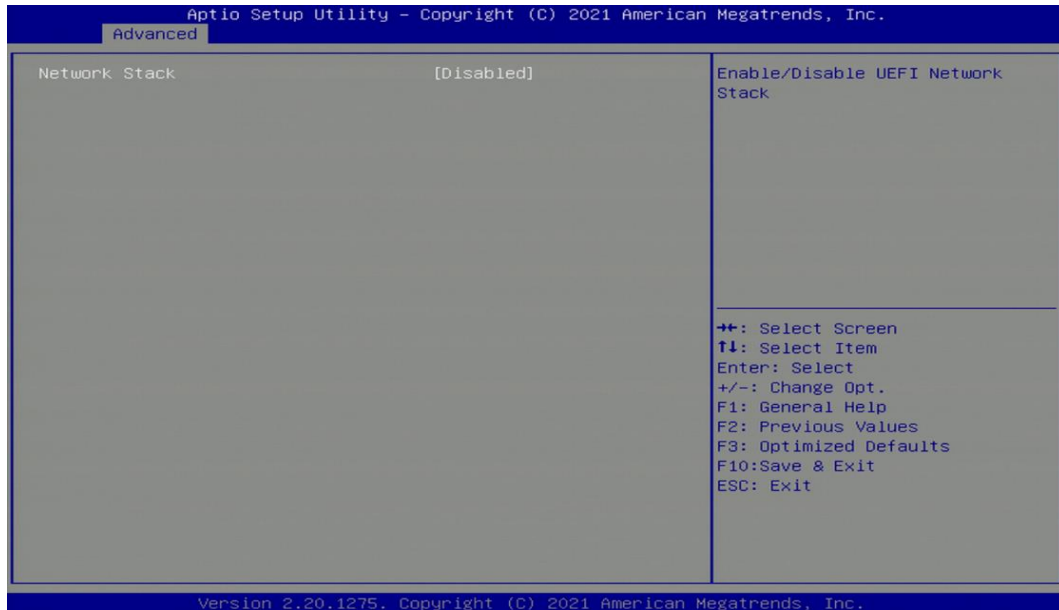 Aptio Setup Utility – Copyright (C) 2021 American Megatrends, Inc.
Advanced
Network Stack [Disabled]
Enable/Disable UEFI Network
Stack
→←: Select Screen
↑↓: Select Item
Enter: Select
+/-: Change Opt.
F1: General Help
F2: Previous Values
F3: Optimized Defaults
F10:Save & Exit
ESC: Exit
Version 2.20.1275. Copyright (C) 2021 American Megatrends, Inc.